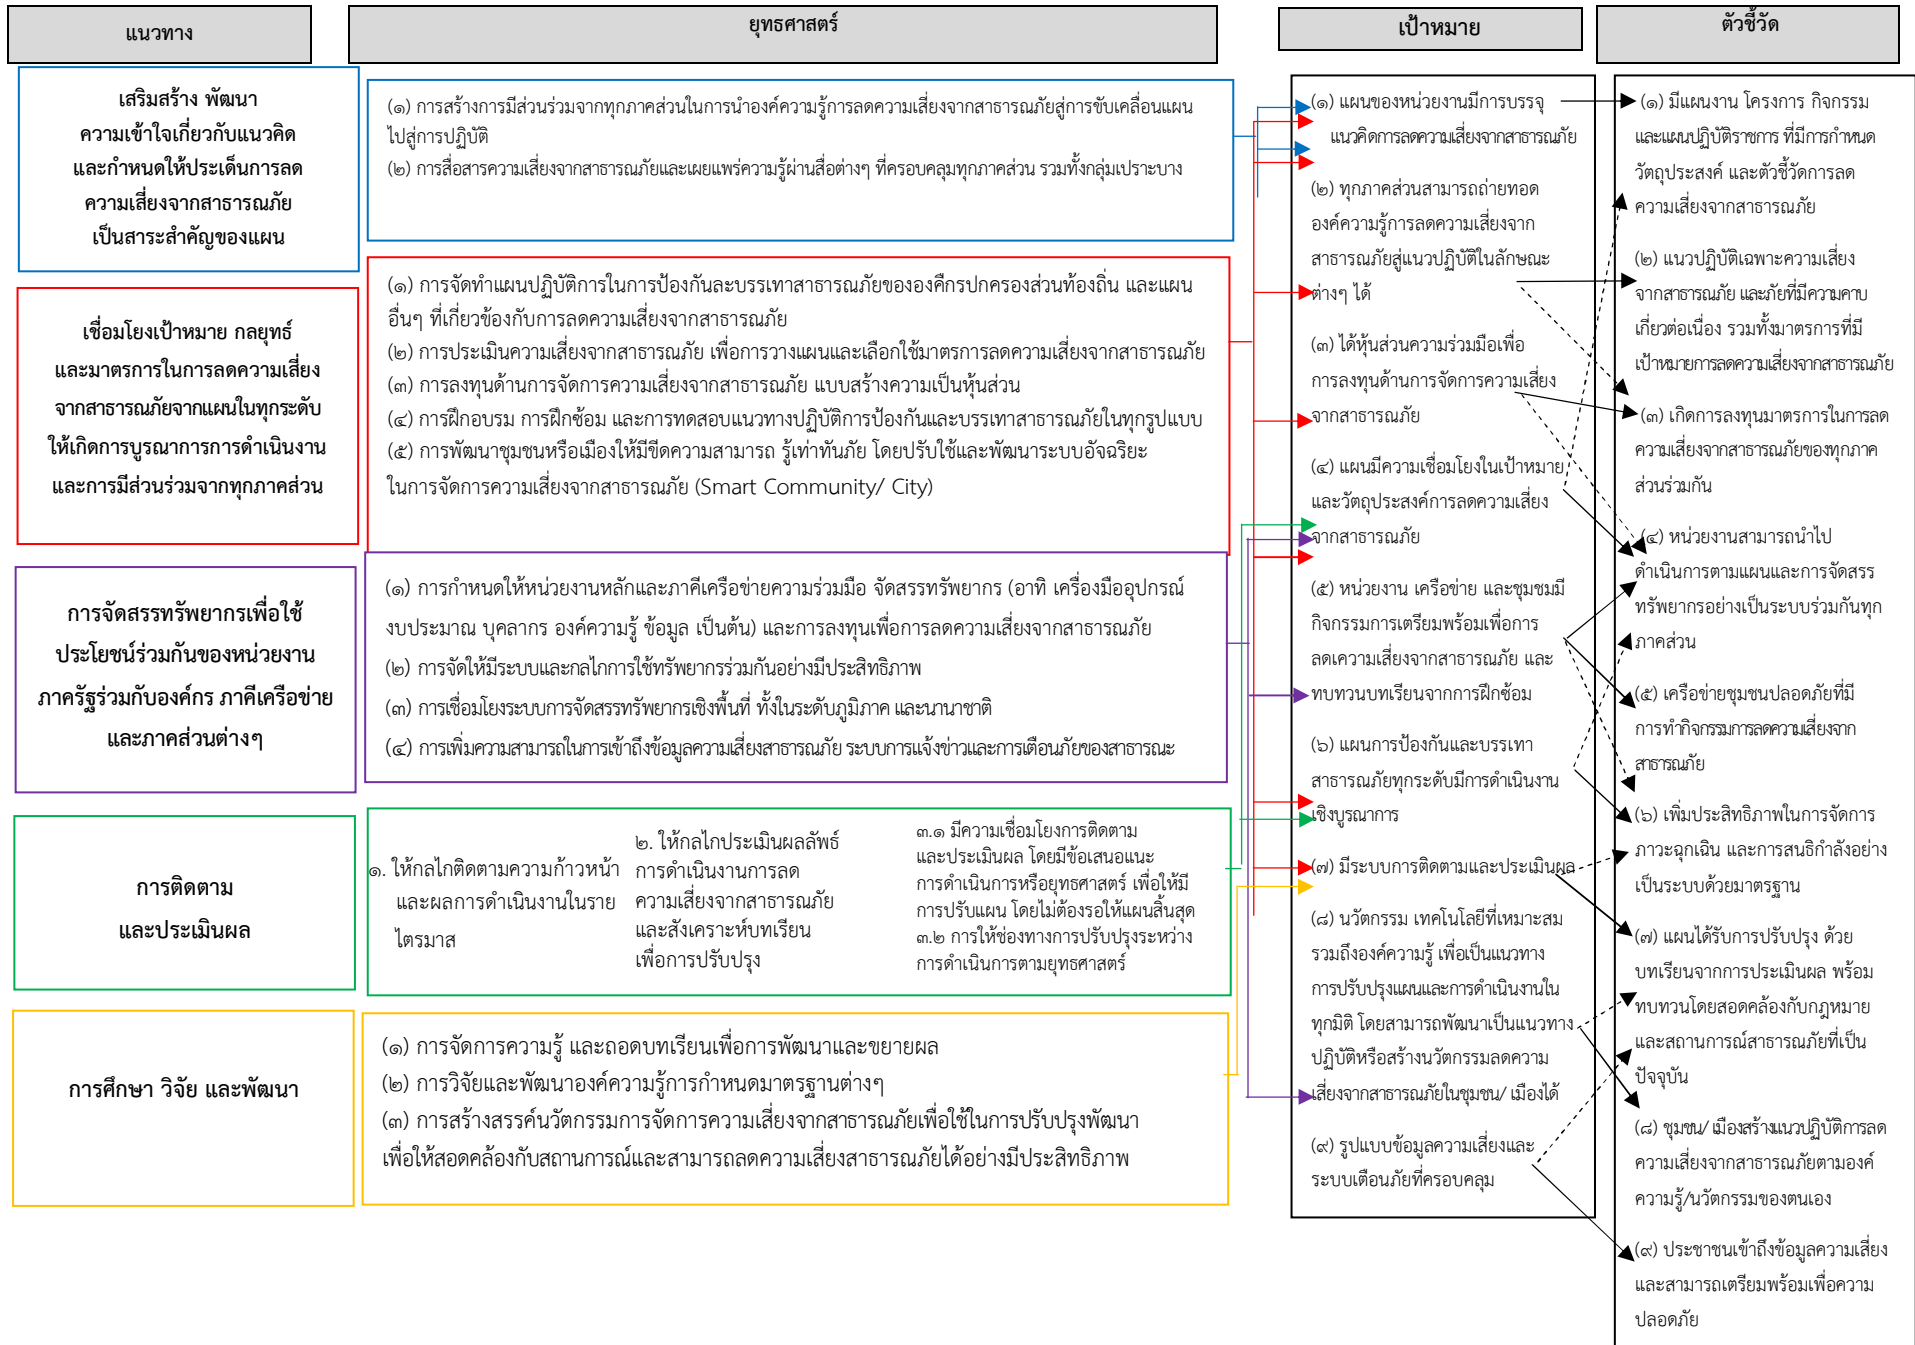 แนวทาง
ยุทธศาสตร์
เป้าหมาย
ตัวชี้วัด
เสริมสร้าง พัฒนา
ความเข้าใจเกี่ยวกับแนวคิด
และกำหนดให้ประเด็นการลด
ความเสี่ยงจากสาธารณภัย
เป็นสาระสำคัญของแผน
(๑) การสร้างการมีส่วนร่วมจากทุกภาคส่วนในการนำองค์ความรู้การลดความเสี่ยงจากสาธารณภัยสู่การขับเคลื่อนแผน
ไปสู่การปฏิบัติ
(๒) การสื่อสารความเสี่ยงจากสาธารณภัยและเผยแพร่ความรู้ผ่านสื่อต่างๆ ที่ครอบคลุมทุกภาคส่วน รวมทั้งกลุ่มเปราะบาง
เชื่อมโยงเป้าหมาย กลยุทธ์
และมาตรการในการลดความเสี่ยง
จากสาธารณภัยจากแผนในทุกระดับ
ให้เกิดการบูรณาการการดำเนินงาน
และการมีส่วนร่วมจากทุกภาคส่วน
(๑) การจัดทำแผนปฏิบัติการในการป้องกันละบรรเทาสาธารณภัยขององค์กรปกครองส่วนท้องถิ่น และแผน
อื่นๆ ที่เกี่ยวข้องกับการลดความเสี่ยงจากสาธารณภัย
(๒) การประเมินความเสี่ยงจากสาธารณภัย เพื่อการวางแผนและเลือกใช้มาตรการลดความเสี่ยงจากสาธารณภัย
(๓) การลงทุนด้านการจัดการความเสี่ยงจากสาธารณภัย แบบสร้างความเป็นหุ้นส่วน
(๔) การฝึกอบรม การฝึกซ้อม และการทดสอบแนวทางปฏิบัติการป้องกันและบรรเทาสาธารณภัยในทุกรูปแบบ
(๕) การพัฒนาชุมชนหรือเมืองให้มีขีดความสามารถ รู้เท่าทันภัย โดยปรับใช้และพัฒนาระบบอัจฉริยะ
ในการจัดการความเสี่ยงจากสาธารณภัย (Smart Community/ City)
การจัดสรรทรัพยากรเพื่อใช้
ประโยชน์ร่วมกันของหน่วยงาน
ภาครัฐร่วมกับองค์กร ภาคีเครือข่าย
และภาคส่วนต่างๆ
(๑) การกำหนดให้หน่วยงานหลักและภาคีเครือข่ายความร่วมมือ จัดสรรทรัพยากร (อาทิ เครื่องมืออุปกรณ์
งบประมาณ บุคลากร องค์ความรู้ ข้อมูล เป็นต้น) และการลงทุนเพื่อการลดความเสี่ยงจากสาธารณภัย
(๒) การจัดให้มีระบบและกลไกการใช้ทรัพยากรร่วมกันอย่างมีประสิทธิภาพ
(๓) การเชื่อมโยงระบบการจัดสรรทรัพยากรเชิงพื้นที่ ทั้งในระดับภูมิภาค และนานาชาติ
(๔) การเพิ่มความสามารถในการเข้าถึงข้อมูลความเสี่ยงสาธารณภัย ระบบการแจ้งข่าวและการเตือนภัยของสาธารณะ
การติดตาม
และประเมินผล
๑. ให้กลไกติดตามความก้าวหน้า
และผลการดำเนินงานในราย
ไตรมาส
๒. ให้กลไกประเมินผลลัพธ์
การดำเนินงานการลด
ความเสี่ยงจากสาธารณภัย
และสังเคราะห์บทเรียน
เพื่อการปรับปรุง
๓.๑ มีความเชื่อมโยงการติดตาม
และประเมินผล โดยมีข้อเสนอแนะ
การดำเนินการหรือยุทธศาสตร์ เพื่อให้มี
การปรับแผน โดยไม่ต้องรอให้แผนสิ้นสุด
๓.๒ การให้ช่องทางการปรับปรุงระหว่าง
การดำเนินการตามยุทธศาสตร์
การศึกษา วิจัย และพัฒนา
(๑) การจัดการความรู้ และถอดบทเรียนเพื่อการพัฒนาและขยายผล
(๒) การวิจัยและพัฒนาองค์ความรู้การกำหนดมาตรฐานต่างๆ
(๓) การสร้างสรรค์นวัตกรรมการจัดการความเสี่ยงจากสาธารณภัยเพื่อใช้ในการปรับปรุงพัฒนา
เพื่อให้สอดคล้องกับสถานการณ์และสามารถลดความเสี่ยงสาธารณภัยได้อย่างมีประสิทธิภาพ
(๑) แผนของหน่วยงานมีการบรรจุ
แนวคิดการลดความเสี่ยงจากสาธารณภัย
(๒) ทุกภาคส่วนสามารถถ่ายทอด
องค์ความรู้การลดความเสี่ยงจาก
สาธารณภัยสู่แนวปฏิบัติในลักษณะ
ต่างๆ ได้
(๓) ได้หุ้นส่วนความร่วมมือเพื่อ
การลงทุนด้านการจัดการความเสี่ยง
จากสาธารณภัย
(๔) แผนมีความเชื่อมโยงในเป้าหมาย
และวัตถุประสงค์การลดความเสี่ยง
จากสาธารณภัย
(๕) หน่วยงาน เครือข่าย และชุมชมมี
กิจกรรมการเตรียมพร้อมเพื่อการ
ลดเความเสี่ยงจากสาธารณภัย และ
ทบทวนบทเรียนจากการฝึกซ้อม
(๖) แผนการป้องกันและบรรเทา
สาธารณภัยทุกระดับมีการดำเนินงาน
เชิงบูรณาการ
(๗) มีระบบการติดตามและประเมินผล
(๘) นวัตกรรม เทคโนโลยีที่เหมาะสม
รวมถึงองค์ความรู้ เพื่อเป็นแนวทาง
การปรับปรุงแผนและการดำเนินงานใน
ทุกมิติ โดยสามารถพัฒนาเป็นแนวทาง
ปฏิบัติหรือสร้างนวัตกรรมลดความ
เสี่ยงจากสาธารณภัยในชุมชน/ เมืองได้
(๙) รูปแบบข้อมูลความเสี่ยงและ
ระบบเตือนภัยที่ครอบคลุม
(๑) มีแผนงาน โครงการ กิจกรรม
และแผนปฏิบัติราชการ ที่มีการกำหนด
วัตถุประสงค์ และตัวชี้วัดการลด
ความเสี่ยงจากสาธารณภัย
(๒) แนวปฏิบัติเฉพาะความเสี่ยง
จากสาธารณภัย และภัยที่มีความคาบ
เกี่ยวต่อเนื่อง รวมทั้งมาตรการที่มี
เป้าหมายการลดความเสี่ยงจากสาธารณภัย
(๓) เกิดการลงทุนมาตรการในการลด
ความเสี่ยงจากสาธารณภัยของทุกภาค
ส่วนร่วมกัน
(๔) หน่วยงานสามารถนำไป
ดำเนินการตามแผนและการจัดสรร
ทรัพยากรอย่างเป็นระบบร่วมกันทุก
ภาคส่วน
(๕) เครือข่ายชุมชนปลอดภัยที่มี
การทำกิจกรรมการลดความเสี่ยงจาก
สาธารณภัย
(๖) เพิ่มประสิทธิภาพในการจัดการ
ภาวะฉุกเฉิน และการสนธิกำลังอย่าง
เป็นระบบด้วยมาตรฐาน
(๗) แผนได้รับการปรับปรุง ด้วย
บทเรียนจากการประเมินผล พร้อม
ทบทวนโดยสอดคล้องกับกฎหมาย
และสถานการณ์สาธารณภัยที่เป็น
ปัจจุบัน
(๘) ชุมชน/ เมืองสร้างแนวปฏิบัติการลด
ความเสี่ยงจากสาธารณภัยตามองค์
ความรู้/นวัตกรรมของตนเอง
(๙) ประชาชนเข้าถึงข้อมูลความเสี่ยง
และสามารถเตรียมพร้อมเพื่อความ
ปลอดภัย